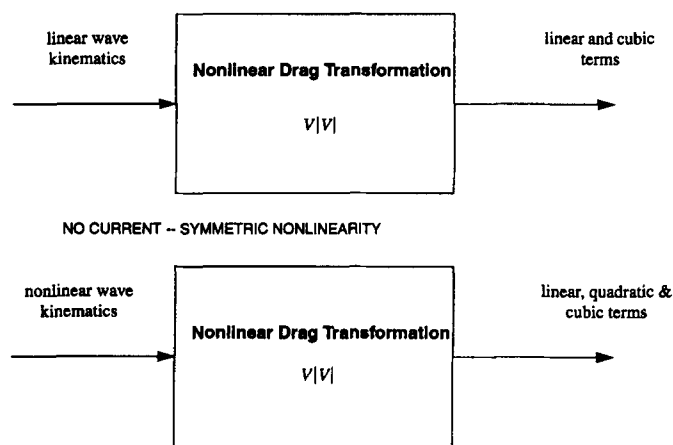 linear wave
kinematics
Nonlinear Drag Transformation
V|V|
linear and cubic
terms
NO CURRENT -- SYMMETRIC NONLINEARITY
nonlinear wave
kinematics
Nonlinear Drag Transformation
V|V|
linear, quadratic &
cubic terms